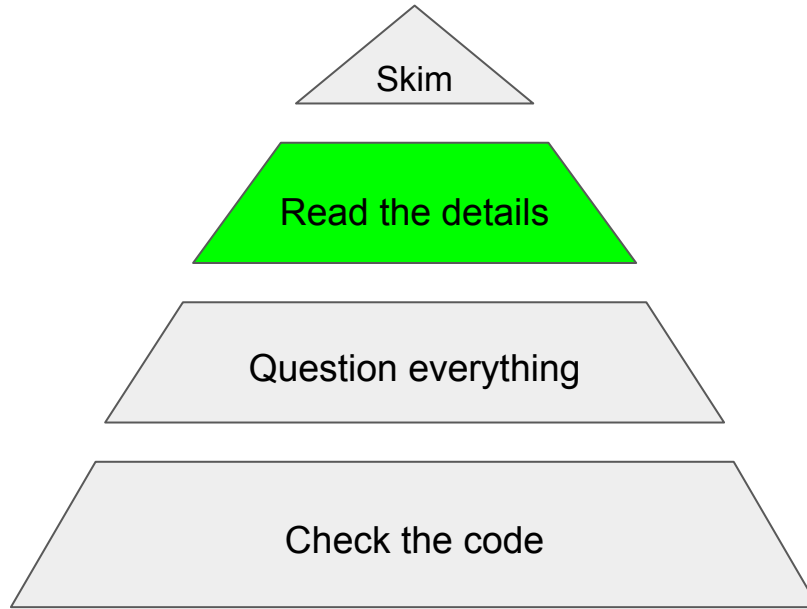 Skim
Read the details
Question everything
Check the code